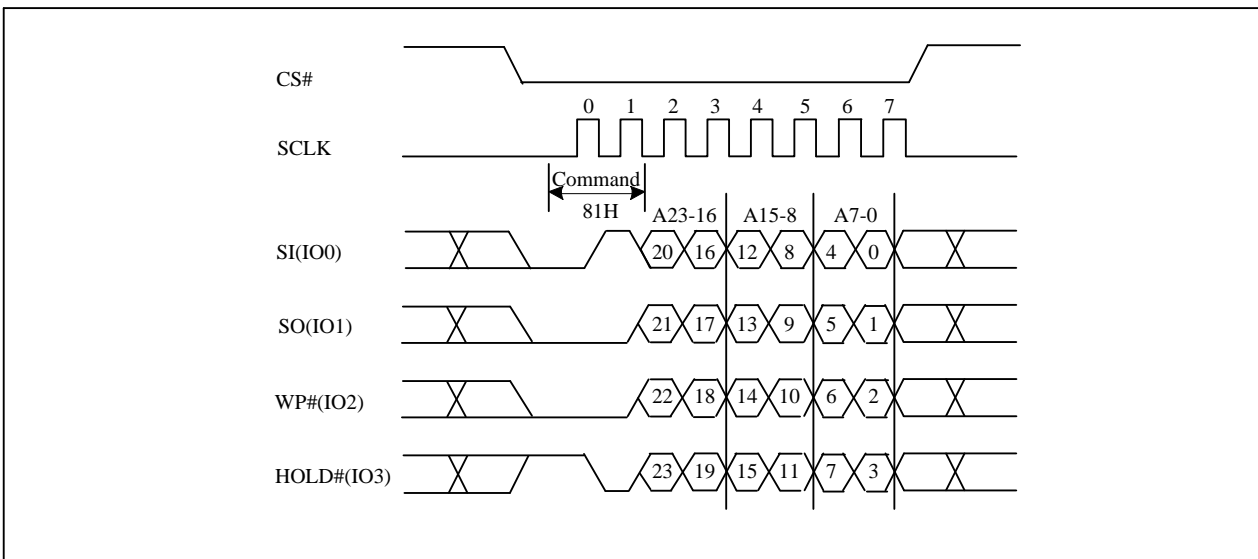 CS#
0 1 2 3 4 5 6 7
SCLK
Command
81H
A23-16 A15-8 A7-0
SI(IO0)
20 16 12 8 4 0
SO(IO1)
21 17 13 9 5 1
WP#(IO2)
22 18 14 10 6 2
HOLD#(IO3)
23 19 15 11 7 3